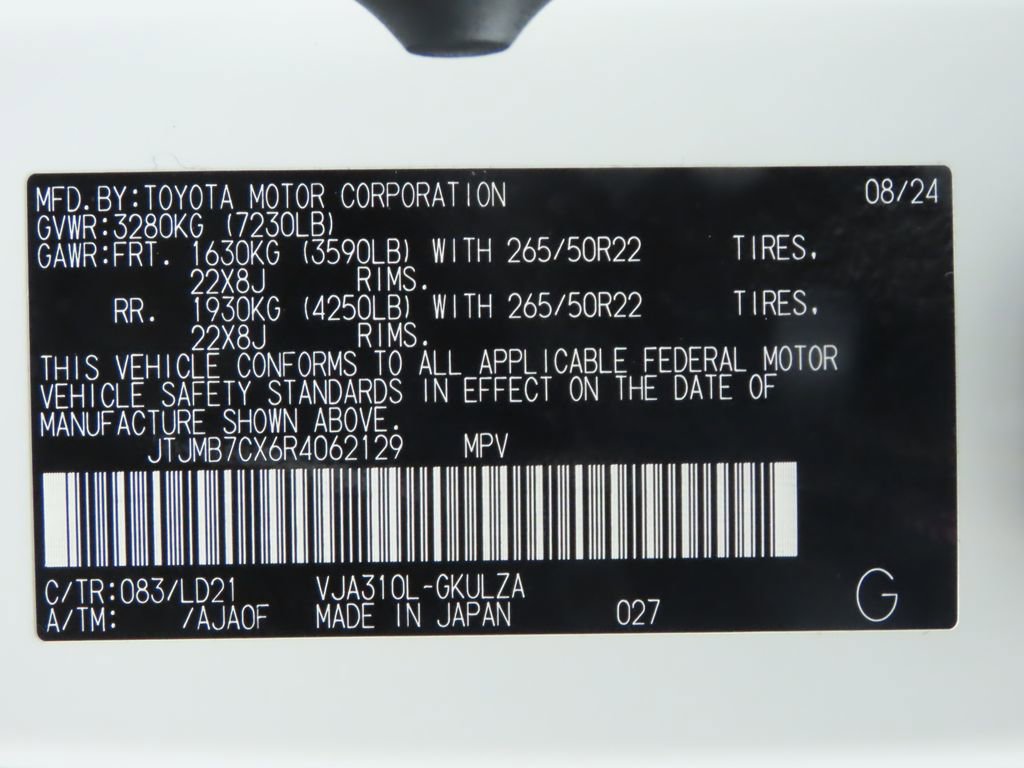 MFD. BY: TOYOTA MOTOR CORPORATION 08/24
GVWR: 3280KG (7230LB)
GAWR: FRT. 1630KG (3590LB) WITH 265/50R22 TIRES.
22X8J RIMS.
RR. 1930KG (4250LB) WITH 265/50R22 TIRES.
22X8J RIMS.
THIS VEHICLE CONFORMS TO ALL APPLICABLE FEDERAL MOTOR
VEHICLE SAFETY STANDARDS IN EFFECT ON THE DATE OF
MANUFACTURE SHOWN ABOVE.
JTJMB7CX6R4062129 MPV
C/TR: 083/LD21 VJA310L-GKULZA
A/TM: /AJA0F MADE IN JAPAN 027 G